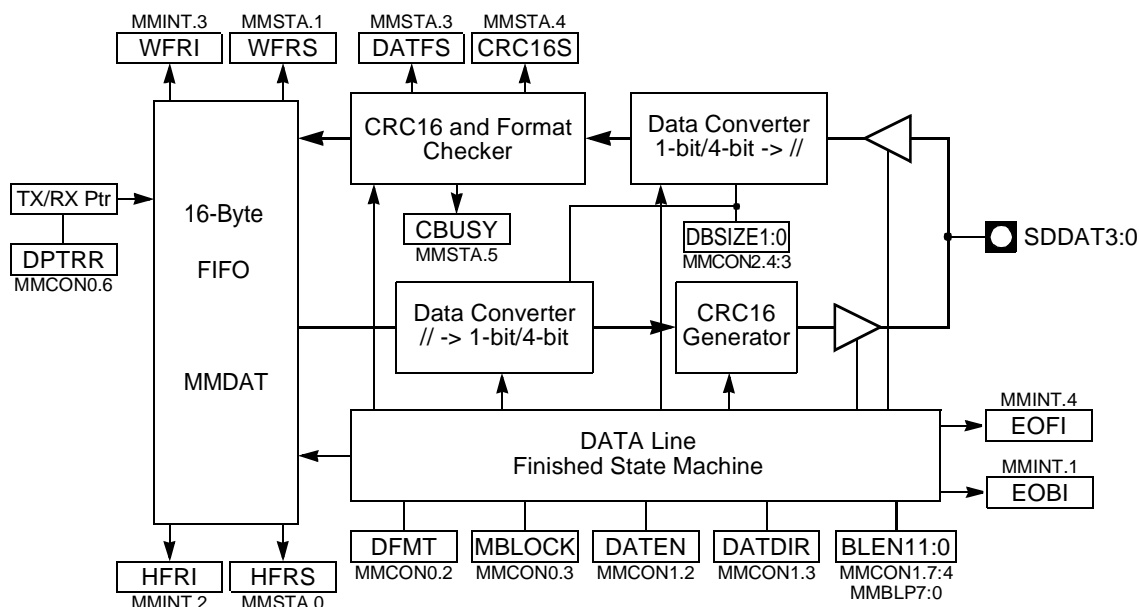 MMINT.3
WFRI
MMSTA.1
WFRS
MMSTA.3
DATFS
MMSTA.4
CRC16S
CRC16 and Format
Checker
Data Converter
1-bit/4-bit -> //
TX/RX Ptr
DPTRR
MMCON0.6
16-Byte
FIFO
MMDAT
CBUSY
MMSTA.5
DBSIZE1:0
MMCON2.4:3
SDDAT3:0
Data Converter
// -> 1-bit/4-bit
CRC16
Generator
DATA Line
Finished State Machine
MMINT.4
EOFI
MMINT.1
EOBI
DFMT
MMCON0.2
MBLOCK
MMCON0.3
DATEN
MMCON1.2
DATDIR
MMCON1.3
BLEN11:0
MMCON1.7:4
MMBLP7:0
HFRI
MMINT.2
HFRS
MMSTA.0